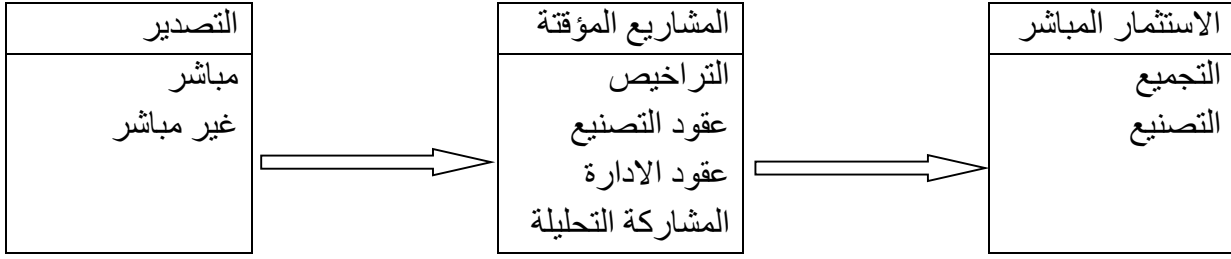 التصدير
مباشر
غير مباشر
المشاريع المؤقتة
التراخيص
عقود التصنيع
عقود الادارة
المشاركة التحليلة
الاستثمار المباشر
التجميع
التصنيع